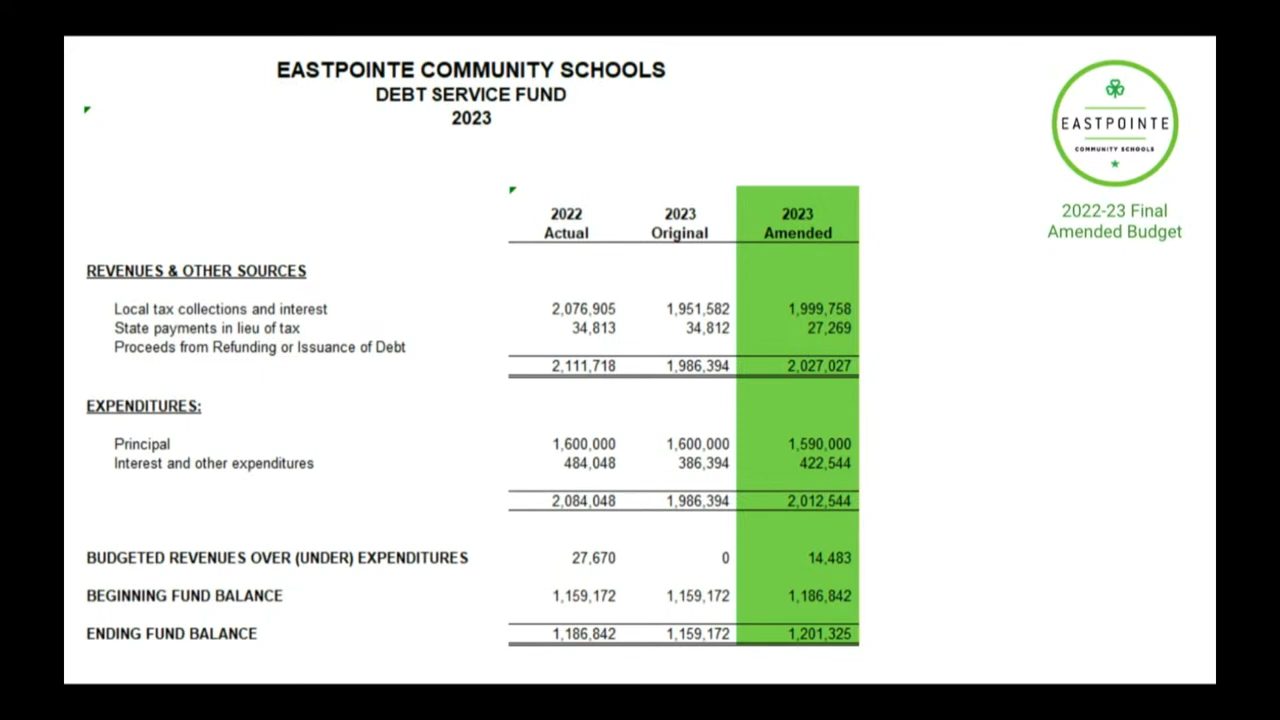 EASTPOINTE COMMUNITY SCHOOLS
DEBT SERVICE FUND
2023
EASTPOINTE
COMMUNITY SCHOOLS
2022-23 Final
Amended Budget
2022 2023 2023
Actual Original Amended
REVENUES & OTHER SOURCES
Local tax collections and interest 2,076,905 1,951,582 1,999,758
State payments in lieu of tax 34,813 34,812 27,269
Proceeds from Refunding or Issuance of Debt
2,111,718 1,986,394 2,027,027
EXPENDITURES:
Principal 1,600,000 1,600,000 1,590,000
Interest and other expenditures 484,048 386,394 422,544
2,084,048 1,986,394 2,012,544
BUDGETED REVENUES OVER (UNDER) EXPENDITURES 27,670 0 14,483
BEGINNING FUND BALANCE 1,159,172 1,159,172 1,186,842
ENDING FUND BALANCE 1,186,842 1,159,172 1,201,325